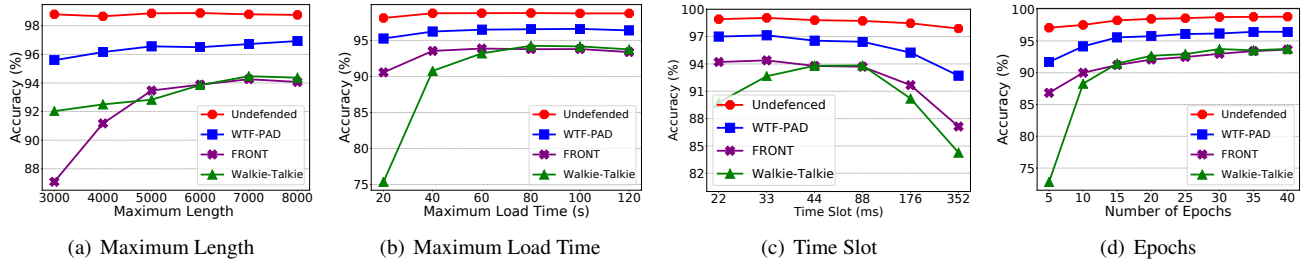 98
96
94
92
90
88
Accuracy (%)
Undefended
WTF-PAD
FRONT
Walkie-Talkie
3000 4000 5000 6000 7000 8000
Maximum Length
(a) Maximum Length
100
95
90
85
80
75
Accuracy (%)
Undefended
WTF-PAD
FRONT
Walkie-Talkie
20 40 60 80 100 120
Maximum Load Time (s)
(b) Maximum Load Time
100
97
94
91
88
85
82
Accuracy (%)
Undefenced
WTF-PAD
FRONT
Walkie-Talkie
22 33 44 88 176 352
Time Slot (ms)
(c) Time Slot
100
95
90
85
80
75
Accuracy (%)
Undefended
WTF-PAD
FRONT
Walkie-Talkie
5 10 15 20 25 30 35 40
Number of Epochs
(d) Epochs